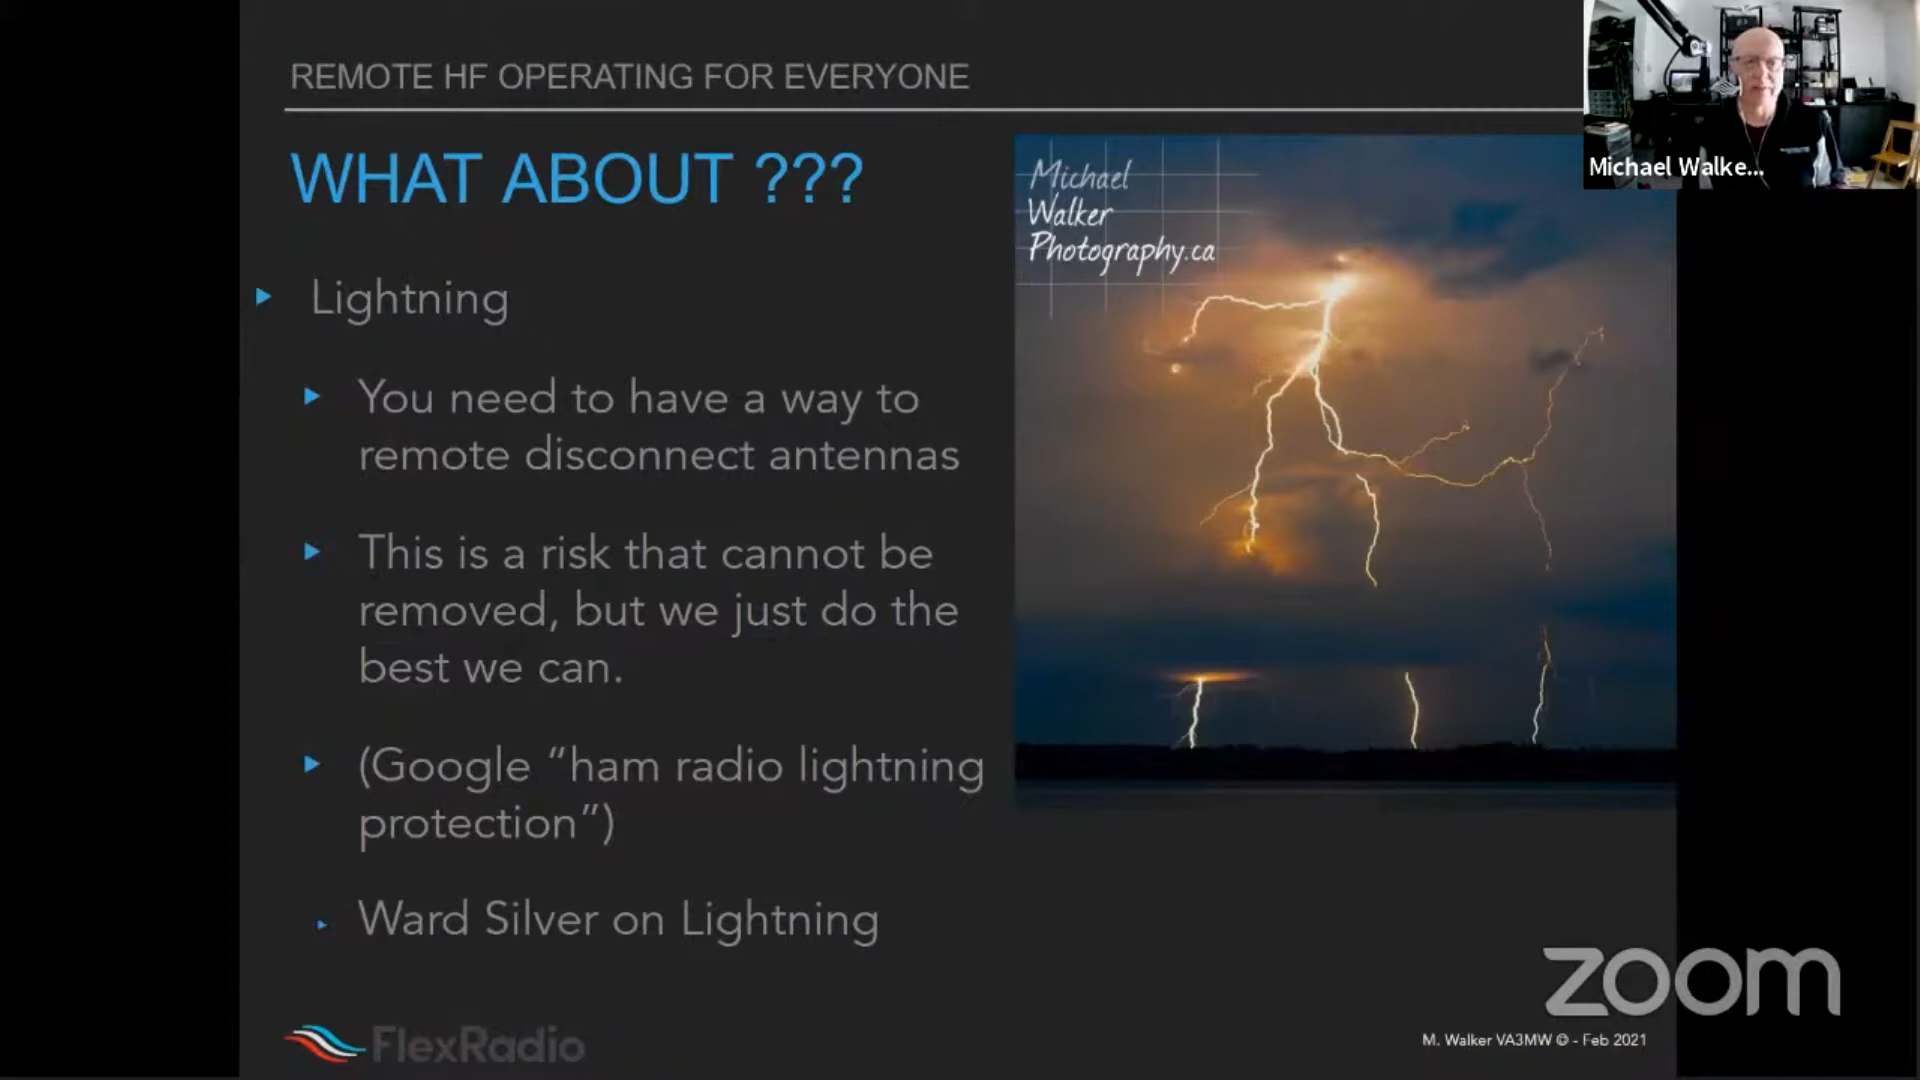 REMOTE HF OPERATING FOR EVERYONE
WHAT ABOUT ???
Lightning
You need to have a way to
remote disconnect antennas
This is a risk that cannot be
removed, but we just do the
best we can.
(Google “ham radio lightning
protection”)
Ward Silver on Lightning
Michael
Walker
Photography.ca
Michael Walke...
FlexRadio
zoom
M. Walker VA3MW © - Feb 2021